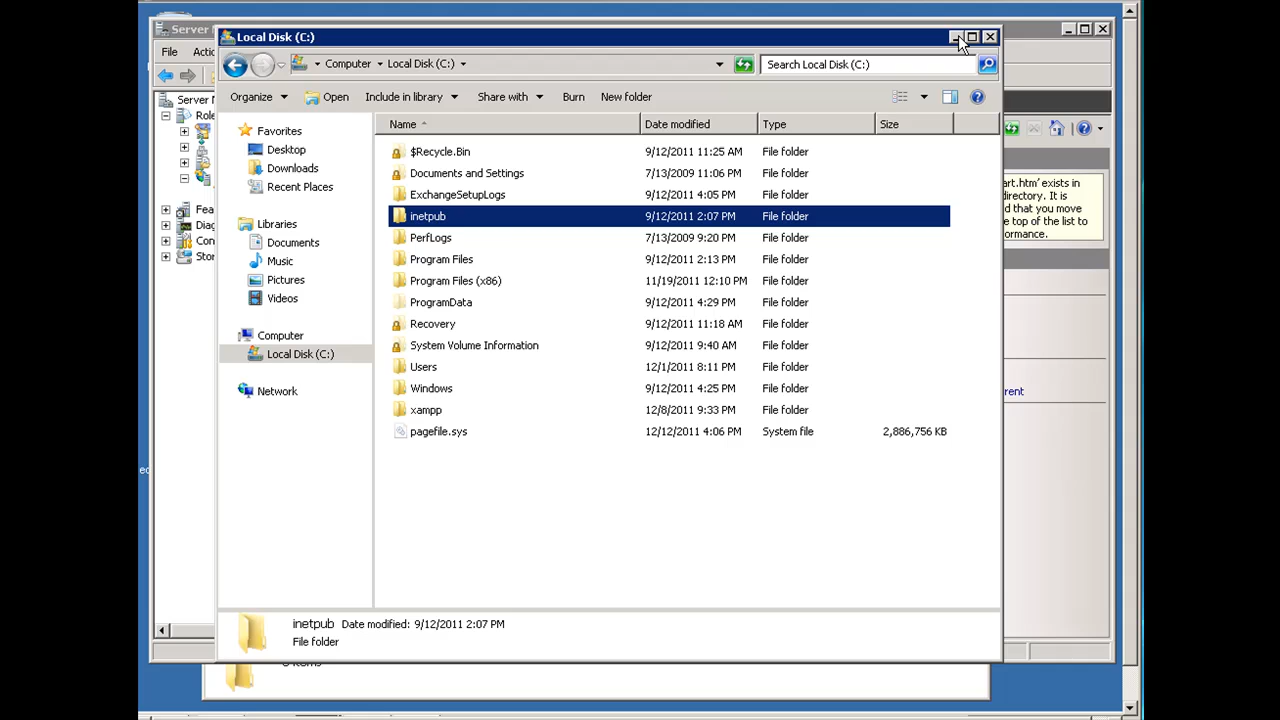 Server
Local Disk (C:)
File
Computer
Local Disk (C:)
Search Local Disk (C:)
Organize
Open
Include in library
Share with
Burn
New folder
Server M
Role
Fea
Diag
Con
Stor
Favorites
Desktop
Downloads
Recent Places
Libraries
Documents
Music
Pictures
Videos
Computer
Local Disk (C:)
Network
Name Date modified Type Size
$Recycle.Bin 9/12/2011 11:25 AM File folder
Documents and Settings 7/13/2009 11:06 PM File folder
ExchangeSetupLogs 9/12/2011 4:05 PM File folder
inetpub 9/12/2011 2:07 PM File folder
PerfLogs 7/13/2009 9:20 PM File folder
Program Files 9/12/2011 2:13 PM File folder
Program Files (x86) 11/19/2011 12:10 PM File folder
ProgramData 9/12/2011 4:29 PM File folder
Recovery 9/12/2011 11:18 AM File folder
System Volume Information 9/12/2011 9:40 AM File folder
Users 12/1/2011 8:11 PM File folder
Windows 9/12/2011 4:25 PM File folder
xampp 12/8/2011 9:33 PM File folder
pagefile.sys 12/12/2011 4:06 PM System file 2,886,756 KB
art.htm' exists in
directory. It is
d that you move
e top of the list to
ormance.
rent
inetpub Date modified: 9/12/2011 2:07 PM
File folder